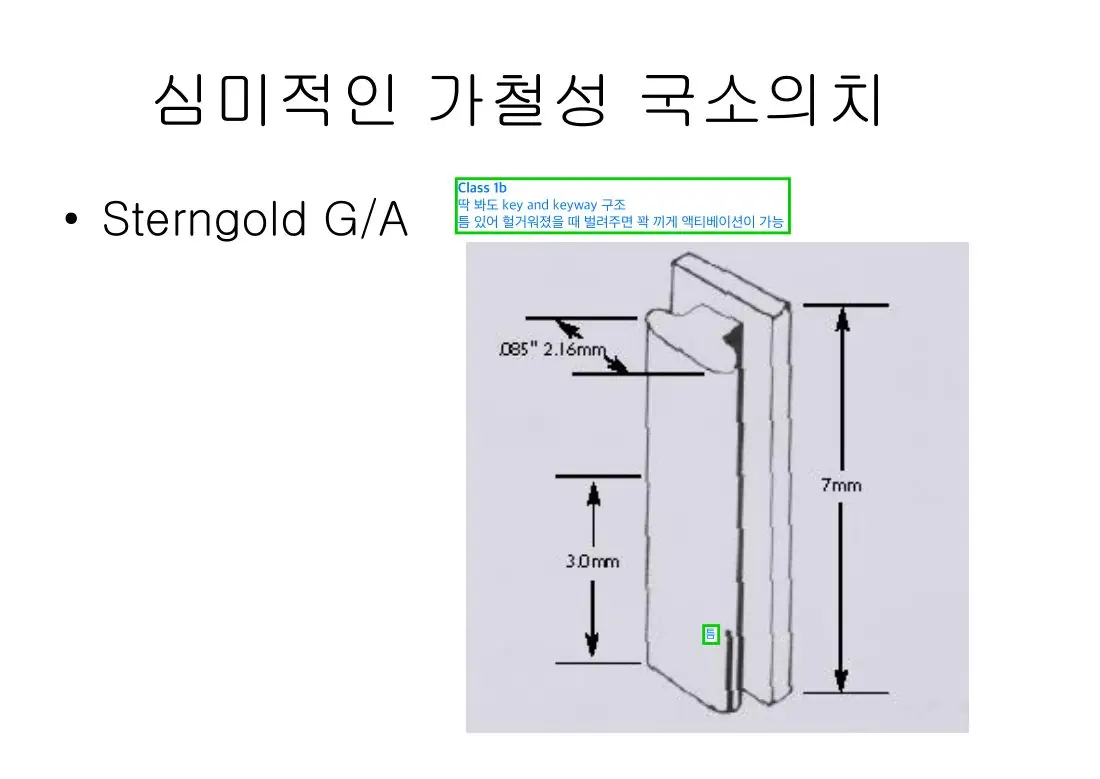 심미적인 가철성 국소의치
• Sterngold G/A
Class 1b
딱 봐도 key and keyway 구조
틈 있어 헐거워졌을 때 벌려주면 꽉 끼게 액티베이션이 가능
.085" 2.16mm
7mm
3.0mm
틈